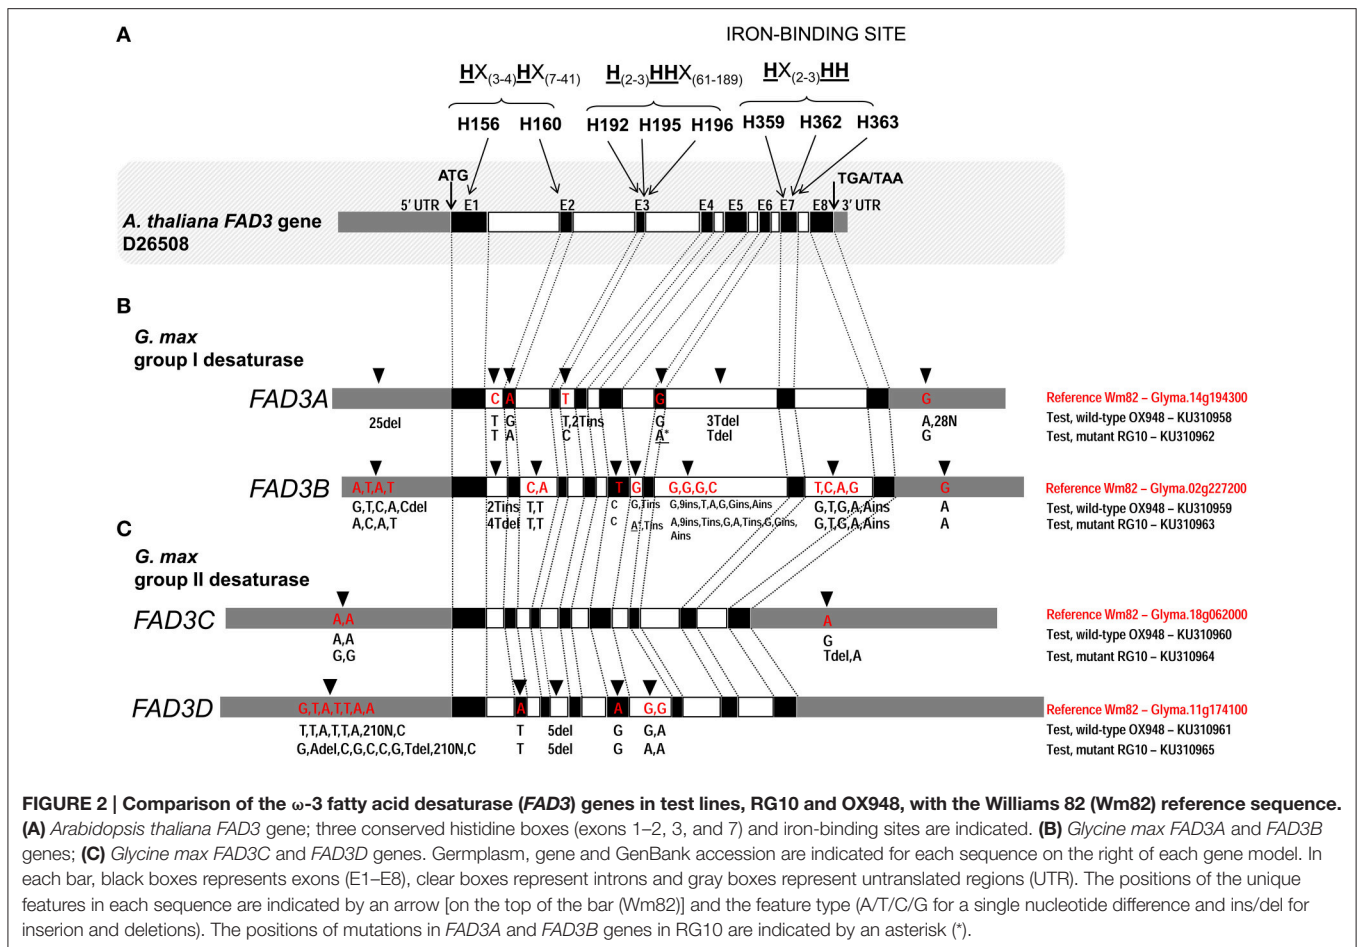 A
IRON-BINDING SITE
HX(3-4)HX(7-41) H(2-3)HHX(61-189) HX(2-3)HH
H156 H160 H192 H195 H196 H359 H362 H363
ATG TGA/TAA
5' UTR E1 E2 E3 E4 E5 E6 E7 E8 3' UTR
A. thaliana FAD3 gene
D26508
B
G. max
group I desaturase
FAD3A C A T G G Reference Wm82 – Glyma.14g194300
25del T G T,2Tins G 3Tdel A,28N Test, wild-type OX948 – KU310958
T A C A* Tdel G Test, mutant RG10 – KU310962
FAD3B A,T,A,T C,A T G G,G,G,C T,C,A,G G Reference Wm82 – Glyma.02g227200
G,T,C,A,Cdel 2Tins T,T C G,Tins G,9ins,T,A,G,Gins,Ains G,T,G,A,Ains A Test, wild-type OX948 – KU310959
A,C,A,T 4Tdel T,T C A*,Tins A,9ins,Tins,G,A,Tins,G,Gins, G,T,G,A,Ains A Test, mutant RG10 – KU310963
Ains
C
G. max
group II desaturase
FAD3C A,A A Reference Wm82 – Glyma.18g062000
A,A G Test, wild-type OX948 – KU310960
G,G Tdel,A Test, mutant RG10 – KU310964
FAD3D G,T,A,T,T,A,A A A G,G Reference Wm82 – Glyma.11g174100
T,T,A,T,T,A,210N,C T 5del G G,A Test, wild-type OX948 – KU310961
G,Adel,C,G,C,C,G,Tdel,210N,C T 5del G A,A Test, mutant RG10 – KU310965
FIGURE 2 | Comparison of the ω-3 fatty acid desaturase (FAD3) genes in test lines, RG10 and OX948, with the Williams 82 (Wm82) reference sequence.
(A) Arabidopsis thaliana FAD3 gene; three conserved histidine boxes (exons 1–2, 3, and 7) and iron-binding sites are indicated. (B) Glycine max FAD3A and FAD3B
genes; (C) Glycine max FAD3C and FAD3D genes. Germplasm, gene and GenBank accession are indicated for each sequence on the right of each gene model. In
each bar, black boxes represents exons (E1–E8), clear boxes represent introns and gray boxes represent untranslated regions (UTR). The positions of the unique
features in each sequence are indicated by an arrow [on the top of the bar (Wm82)] and the feature type (A/T/C/G for a single nucleotide difference and ins/del for
inserion and deletions). The positions of mutations in FAD3A and FAD3B genes in RG10 are indicated by an asterisk (*).